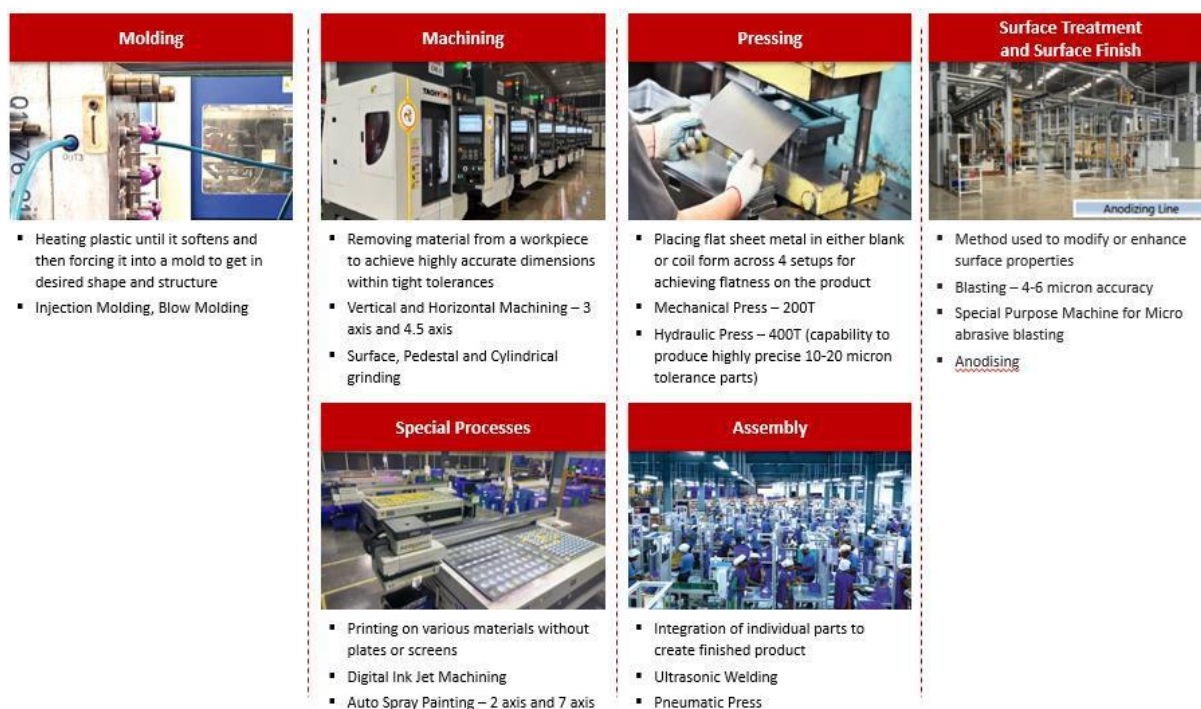 Molding
Heating plastic until it softens and
then forcing it into a mold to get in
desired shape and structure
Injection Molding, Blow Molding
OUT3
Machining
Removing material from a workpiece
to achieve highly accurate dimensions
within tight tolerances
Vertical and Horizontal Machining – 3
axis and 4.5 axis
Surface, Pedestal and Cylindrical
grinding
Pressing
Placing flat sheet metal in either blank
or coil form across 4 setups for
achieving flatness on the product
Mechanical Press – 200T
Hydraulic Press – 400T (capability to
produce highly precise 10-20 micron
tolerance parts)
Surface Treatment
and Surface Finish
Anodizing Line
Method used to modify or enhance
surface properties
Blasting – 4-6 micron accuracy
Special Purpose Machine for Micro
abrasive blasting
Anodising
Special Processes
Printing on various materials without
plates or screens
Digital Ink Jet Machining
Auto Spray Painting – 2 axis and 7 axis
Assembly
Integration of individual parts to
create finished product
Ultrasonic Welding
Pneumatic Press